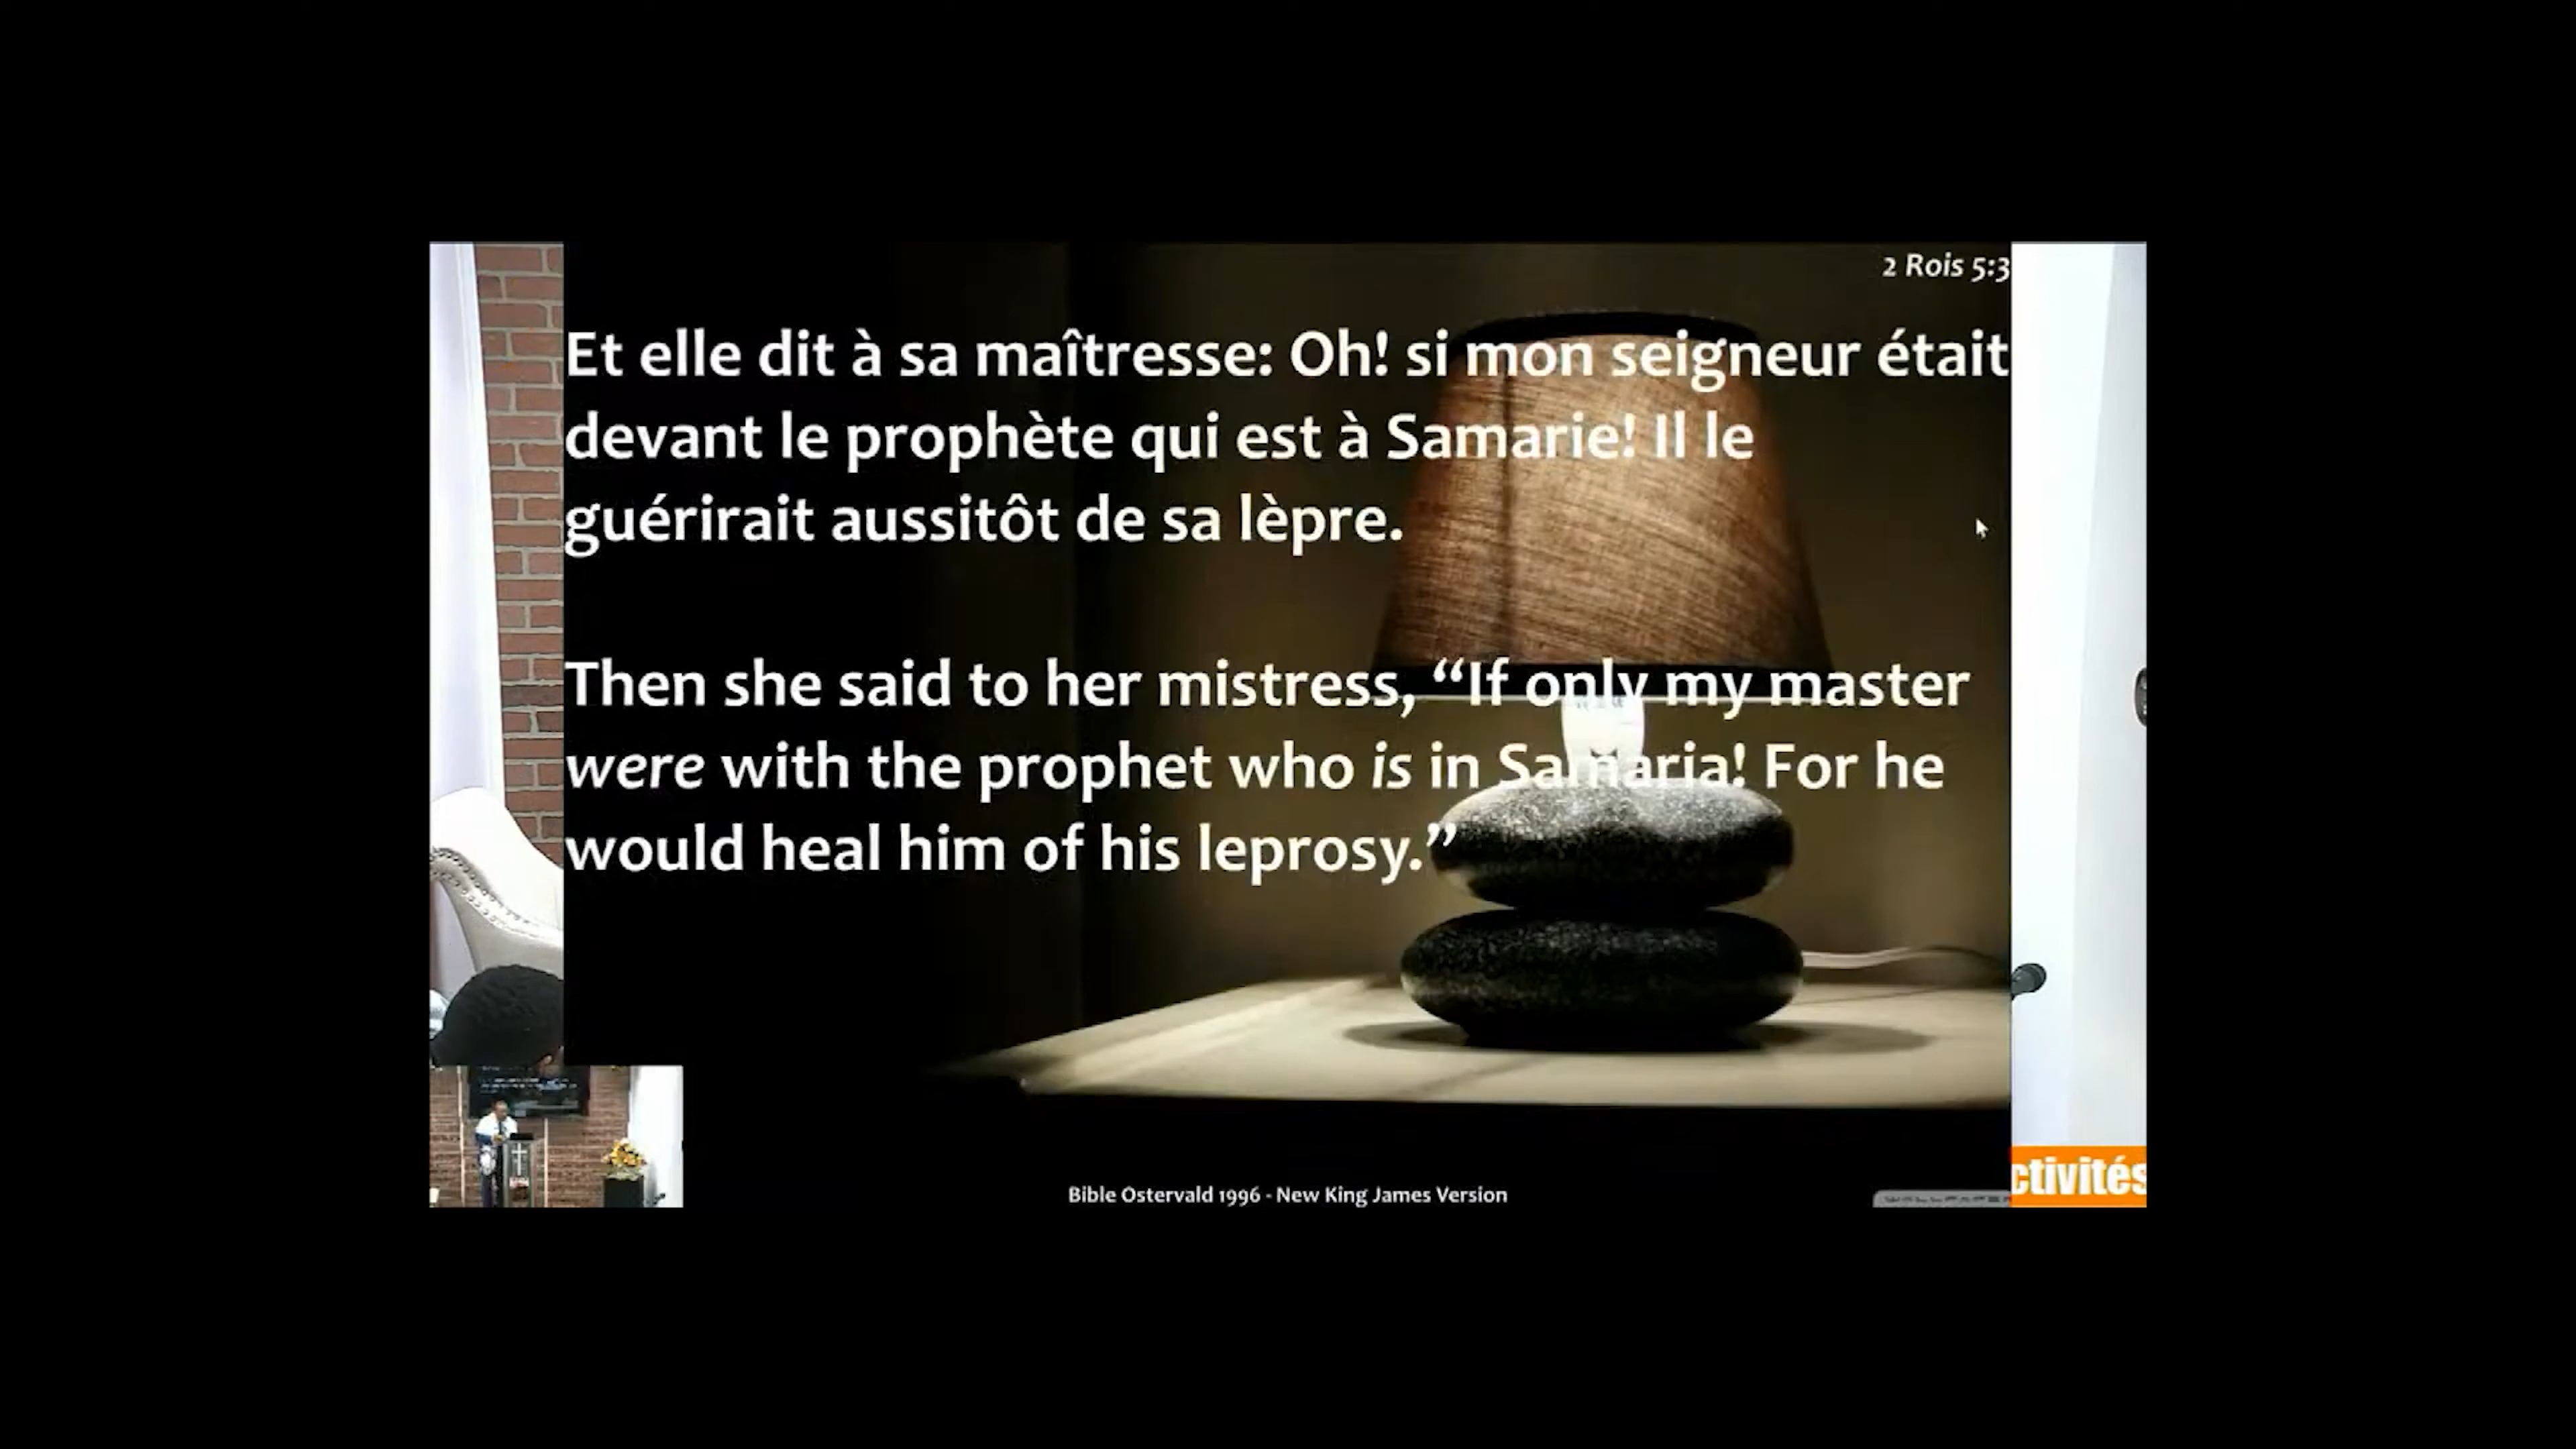 2 Rois 5:3
Et elle dit à sa maîtresse: Oh! si mon seigneur était
devant le prophète qui est à Samarie! Il le
guérirait aussitôt de sa lèpre.
Then she said to her mistress, “If only my master
were with the prophet who is in Samaria! For he
would heal him of his leprosy.”
Bible Ostervald 1996 - New King James Version
ctivités